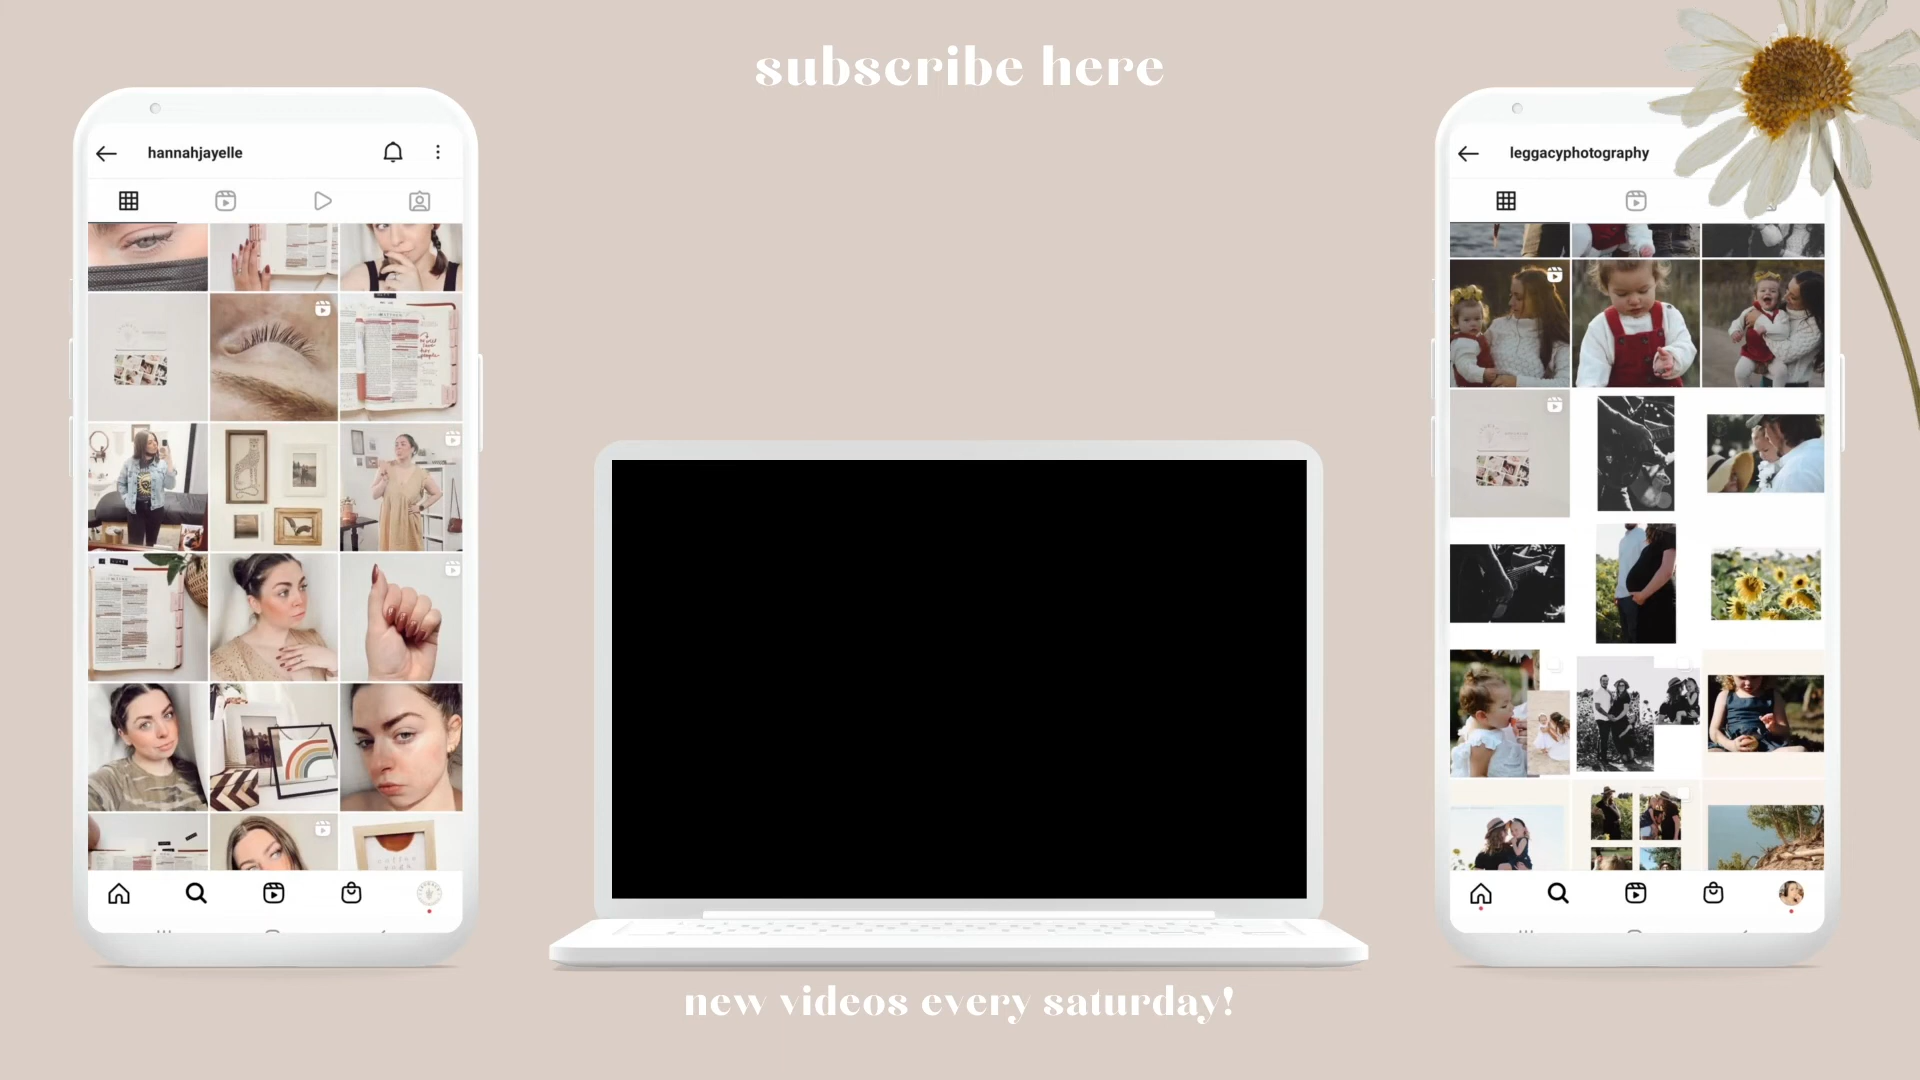 subscribe here
hannahjayelle
leggacyphotography
new videos every saturday!